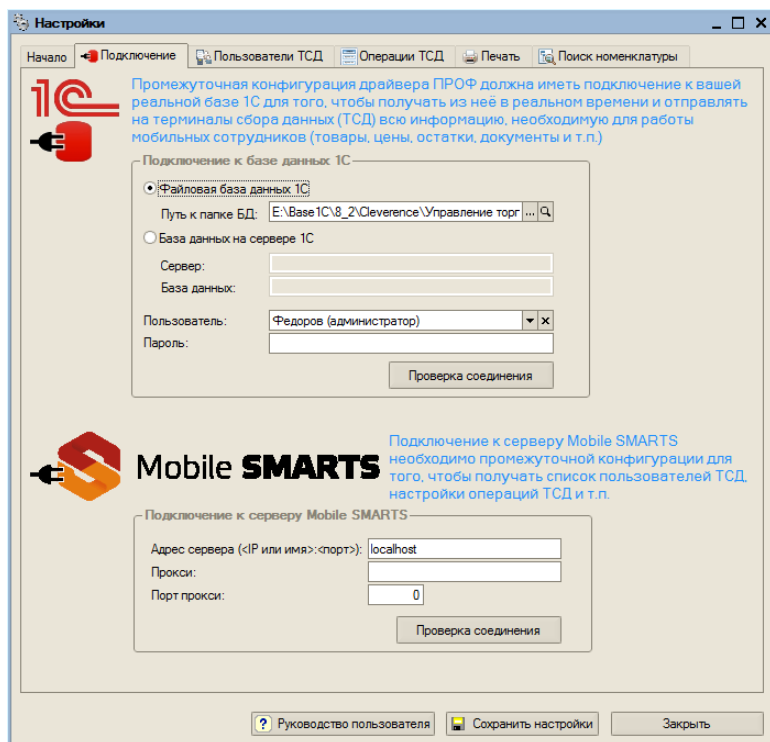 Настройки
Начало Подключение Пользователи ТСД Операции ТСД Печать Поиск номенклатуры
1С
Промежуточная конфигурация драйвера ПРОФ должна иметь подключение к вашей
реальной базе 1С для того, чтобы получать из неё в реальном времени и отправлять
на терминалы сбора данных (ТСД) всю информацию, необходимую для работы
мобильных сотрудников (товары, цены, остатки, документы и т.п.)
Подключение к базе данных 1С
Файловая база данных 1С
Путь к папке БД: E:\Base1C\8_2\Cleverence\Управление торг ...
База данных на сервере 1С
Сервер:
База данных:
Пользователь: Федоров (администратор)
Пароль:
Проверка соединения
Mobile SMARTS
Подключение к серверу Mobile SMARTS
необходимо промежуточной конфигурации для
того, чтобы получать список пользователей ТСД,
настройки операций ТСД и т.п.
Подключение к серверу Mobile SMARTS
Адрес сервера (<IP или имя>:<порт>): localhost
Прокси:
Порт прокси: 0
Проверка соединения
Руководство пользователя Сохранить настройки Закрыть